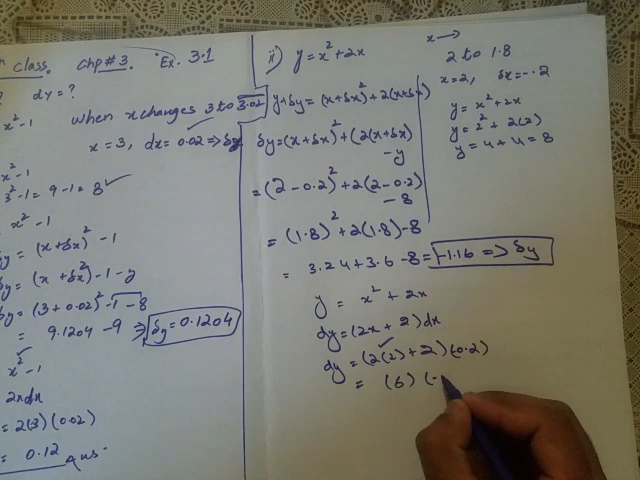 class. Chp #3. Ex. 3.1
dy = ?
x²-1
When x changes 3 to 3.02
x = 3, dx = 0.02 => δy
x²-1
3²-1 = 9-1 = 8 ✓
x²-1
δy = (x+δx)² - 1
δy = (x+δx)² - 1 - y
δy = (3+0.02)² - 1 - 8
= 9.1204 - 9 => δy = 0.1204
x²-1
2xdx
= 2(3)(0.02)
= 0.12 Ans.
ii) y = x²+2x
x →
2 to 1.8
x = 2, δx = -.2
y+δy = (x+δx)²+2(x+δx)
y = x²+2x
δy = (x+δx)²+(2(x+δx)
y = 2²+2(2)
- y
y = 4+4 = 8
= (2-0.2)²+2(2-0.2)
- 8
= (1.8)²+2(1.8)-8
= 3.24+3.6-8 = -1.16 => δy
y = x²+2x
dy = (2x+2)dx
dy = (2(2)+2)(0.2)
= (6)(-